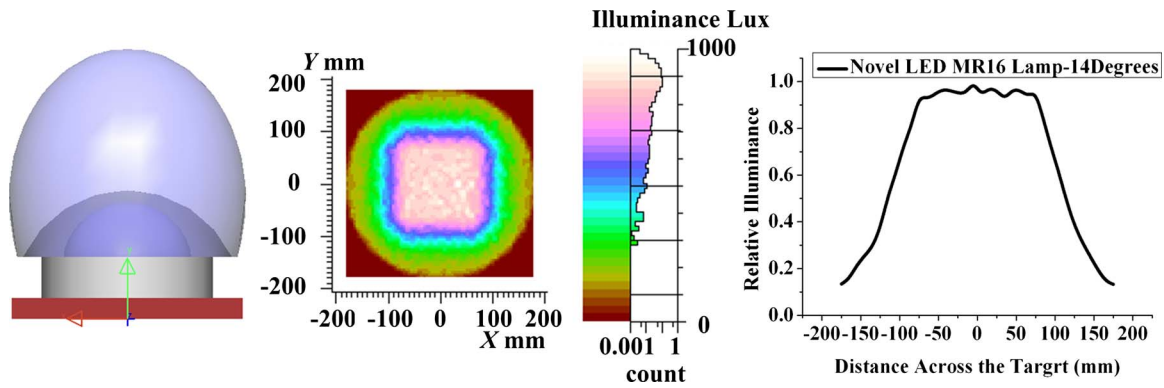 Y mm
200
100
0
-100
-200
-200 -100 0 100 200
X mm
Illuminance Lux
1000
0
0.001 1
count
Novel LED MR16 Lamp-14Degrees
Relative Illuminance
1.0
0.8
0.6
0.4
0.2
0.0
-200 -150 -100 -50 0 50 100 150 200
Distance Across the Targrt (mm)